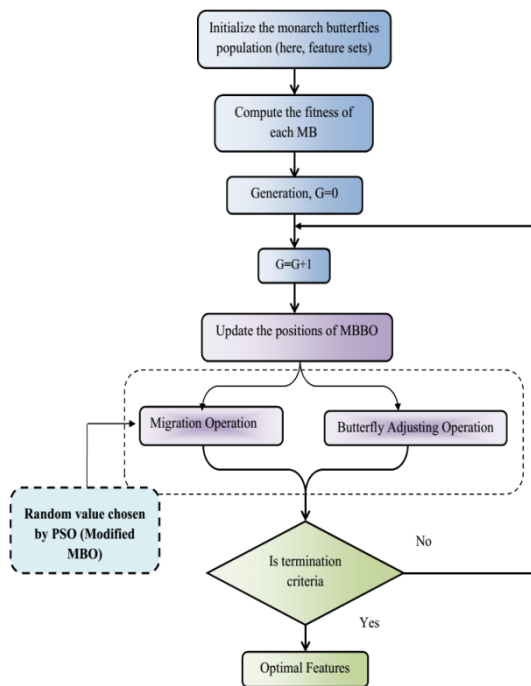 Initialize the monarch butterflies
population (here, feature sets)
Compute the fitness of
each MB
Generation, G=0
G=G+1
Update the positions of MBBO
Migration Operation
Butterfly Adjusting Operation
Random value chosen
by PSO (Modified
MBO)
Is termination
criteria
No
Yes
Optimal Features